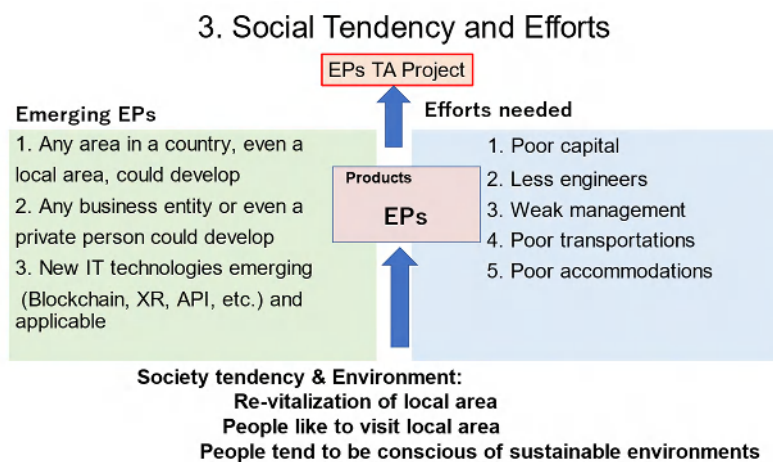 3. Social Tendency and Efforts
EPs TA Project
Emerging EPs
1. Any area in a country, even a
local area, could develop
2. Any business entity or even a
private person could develop
3. New IT technologies emerging
(Blockchain, XR, API, etc.) and
applicable
Products
EPs
Efforts needed
1. Poor capital
2. Less engineers
3. Weak management
4. Poor transportations
5. Poor accommodations
Society tendency & Environment:
Re-vitalization of local area
People like to visit local area
People tend to be conscious of sustainable environments